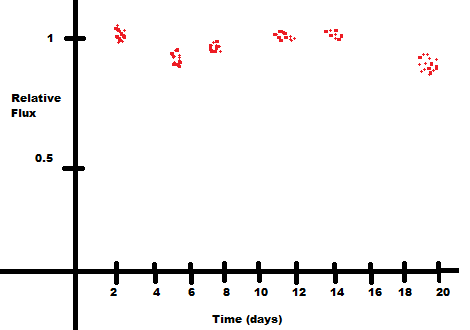 1
Relative
Flux
0.5
2 4 6 8 10 12 14 16 18 20
Time (days)